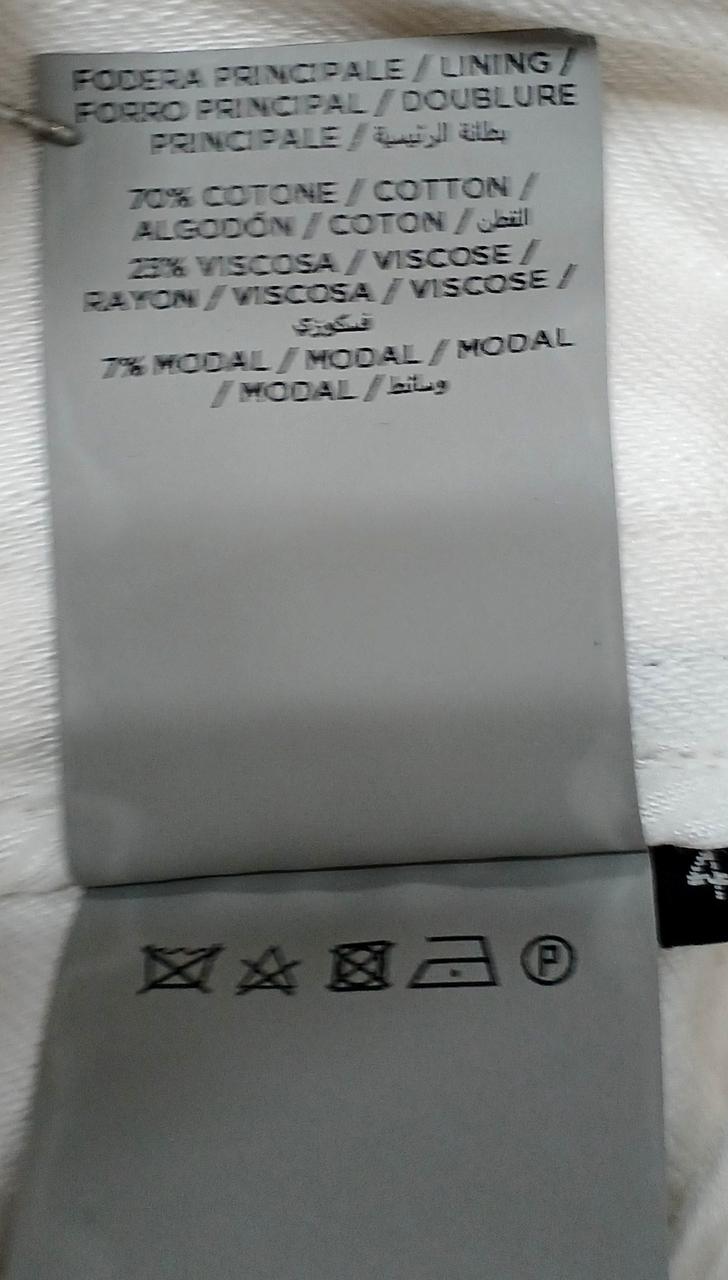 FODERA PRINCIPALE / LINING /
FORRO PRINCIPAL / DOUBLURE
PRINCIPALE / بطانة الرئيسية
70% COTONE / COTTON /
ALGODÓN / COTON / القطن
23% VISCOSA / VISCOSE /
RAYON / VISCOSA / VISCOSE /
فسكوزي
7% MODAL / MODAL / MODAL
/ MODAL / وسائط
P
4